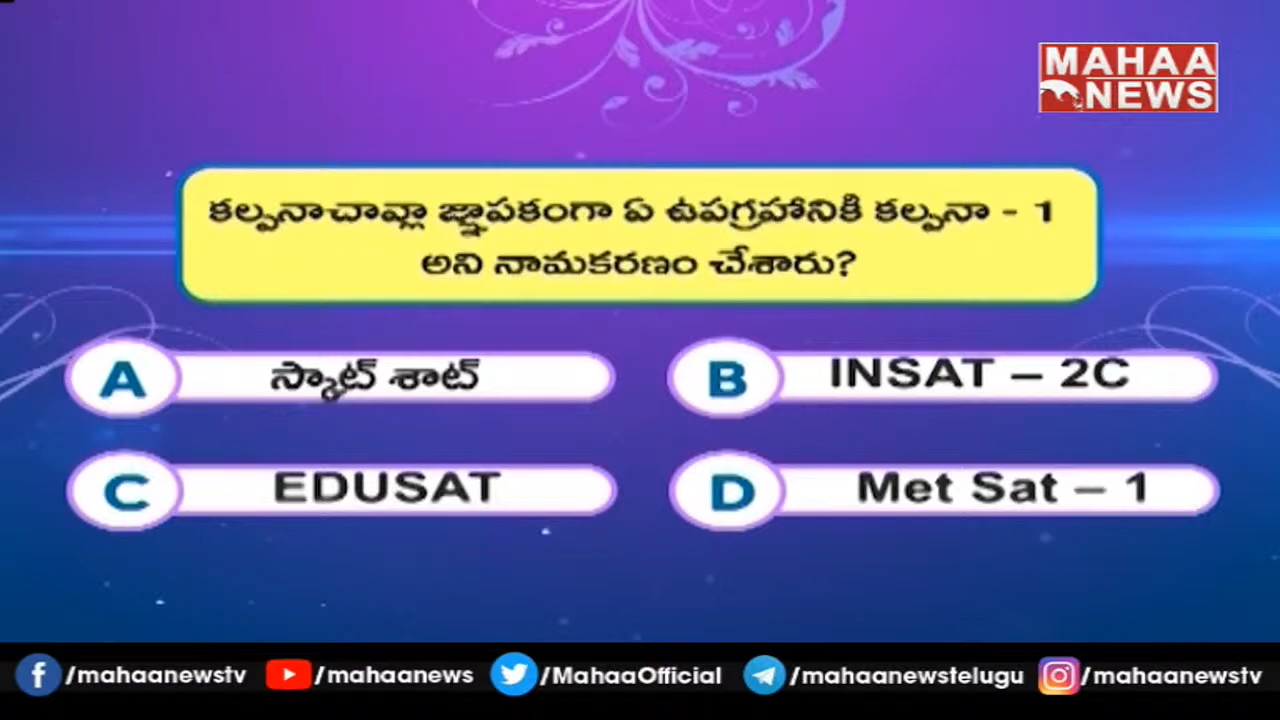 MAHAA
NEWS
కల్పనాచావ్లా జ్ఞాపకంగా ఏ ఉపగ్రహానికి కల్పనా - 1
అని నామకరణం చేశారు?
A స్కాట్ శాట్
B INSAT – 2C
C EDUSAT
D Met Sat – 1
/mahaanewstv /mahaanews /MahaaOfficial /mahaanewstelugu /mahaanewstv